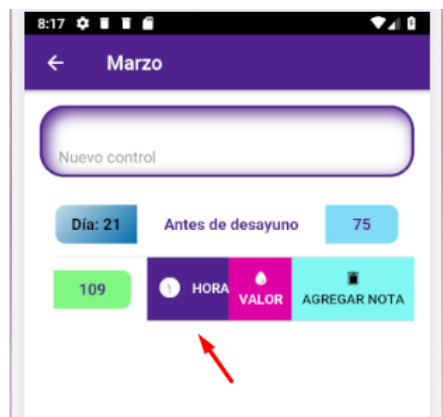 8:17
Marzo
Nuevo control
Día: 21 Antes de desayuno 75
109 HORA VALOR AGREGAR NOTA